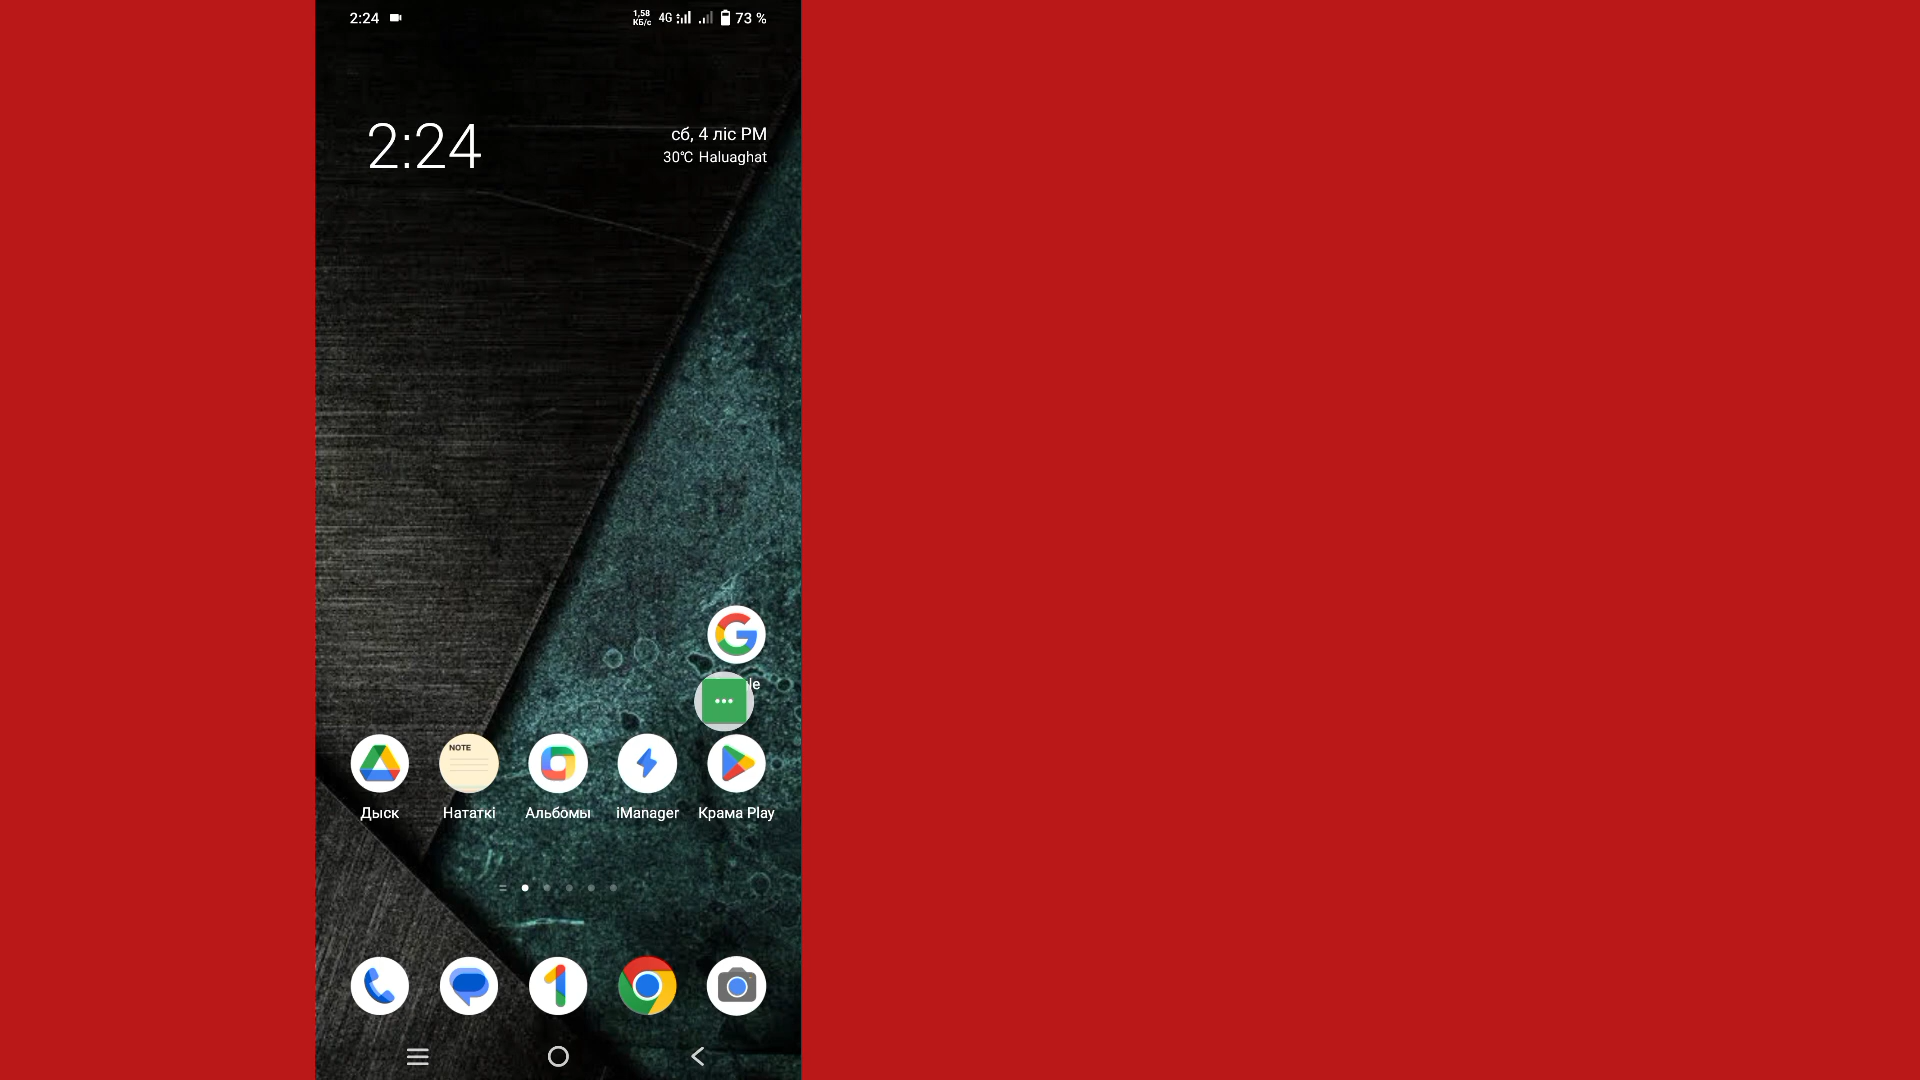 2:24
1,58
КБ/с
4G
73 %
2:24
сб, 4 ліс PM
30°C Haluaghat
NOTE
Дыск
Нататкі
Альбомы
iManager
Крама Play